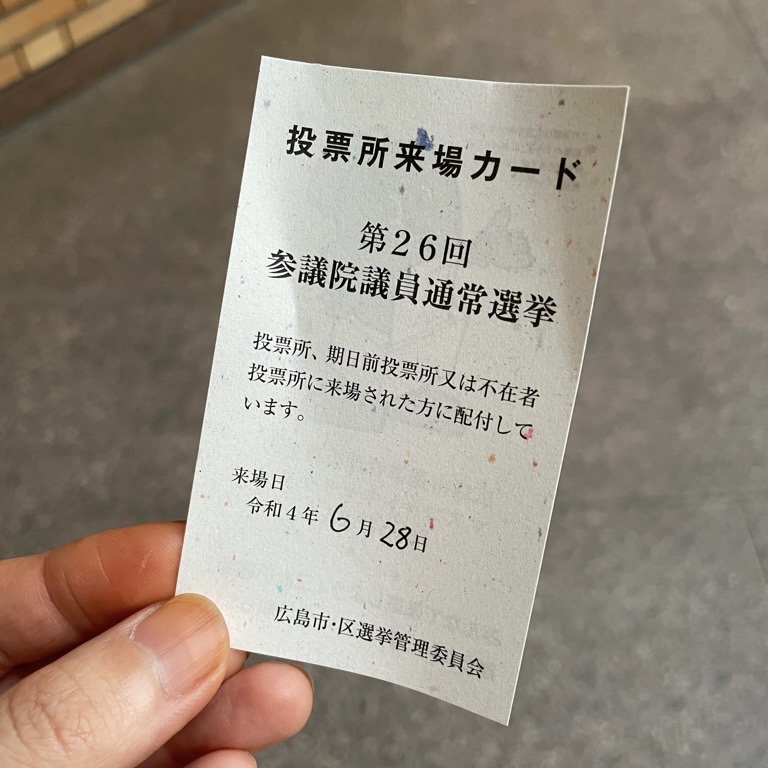 投票所来場カード
第26回
参議院議員通常選挙
投票所、期日前投票所又は不在者
投票所に来場された方に配付して
います。
来場日
令和4年 6月28日
広島市・区選挙管理委員会